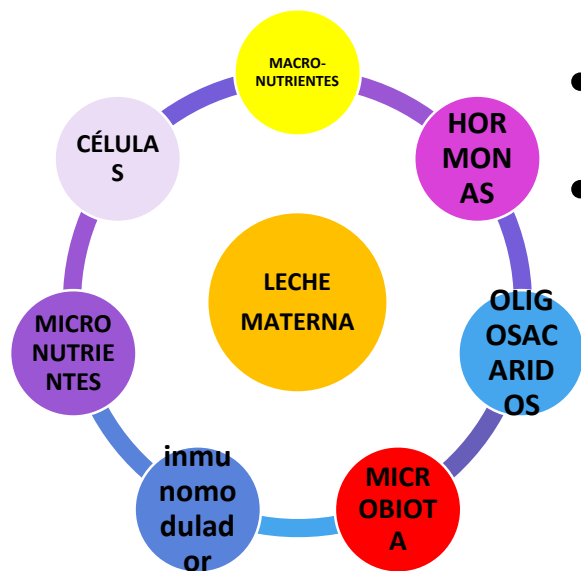 MACRO-
NUTRIENTES
HOR
MON
AS
OLIG
OSAC
ARID
OS
MICR
OBIOT
A
inmu
nomo
dulad
or
MICRO
NUTRIE
NTES
CÉLULA
S
LECHE
MATERNA